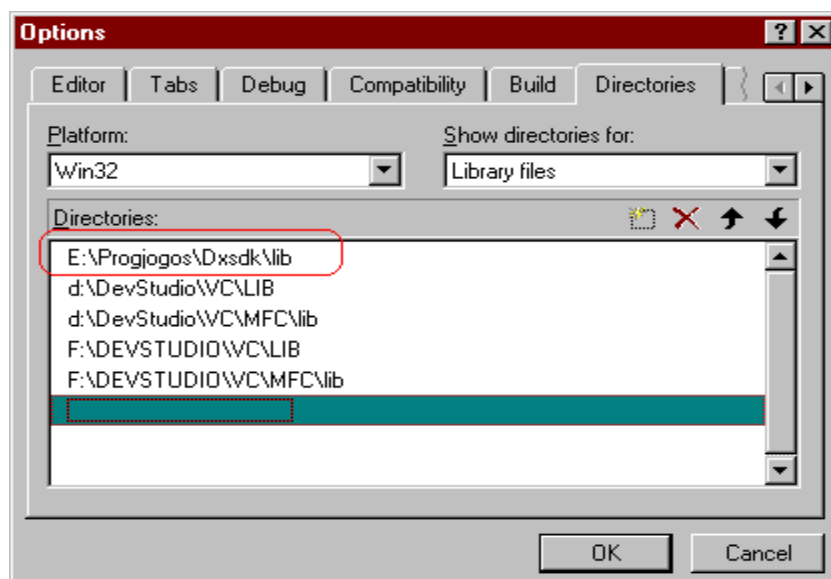 Options
Editor Tabs Debug Compatibility Build Directories
Platform: Show directories for:
Win32 Library files
Directories:
E:\Progjogos\Dxsdk\lib
d:\DevStudio\VC\LIB
d:\DevStudio\VC\MFC\lib
F:\DEVSTUDIO\VC\LIB
F:\DEVSTUDIO\VC\MFC\lib
OK Cancel